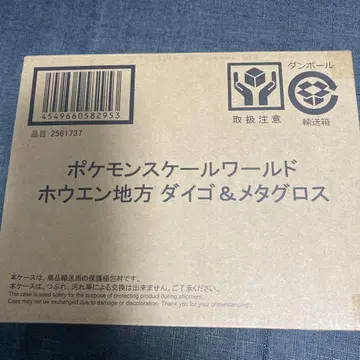 4549660582953
品目 2561737
取扱注意
ダンボール
輸送箱
ポケモンスケールワールド
ホウエン地方 ダイゴ&メタグロス
本ケースは、商品輸送用の保護梱包材です。
本ケースは、つぶれ、汚れ等による交換は出来ません。ご了承ください。
This case is used solely for the purpose of protecting product during shipment.
Case may not be exchanged due to damage or discoloration. Thank you for your understanding.